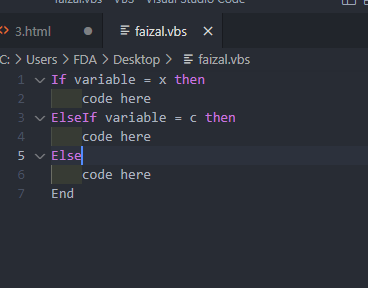 faizal.vbs - VBS - Visual Studio Code
3.html
faizal.vbs
C: > Users > FDA > Desktop > faizal.vbs
1 If variable = x then
2 code here
3 ElseIf variable = c then
4 code here
5 Else
6 code here
7 End